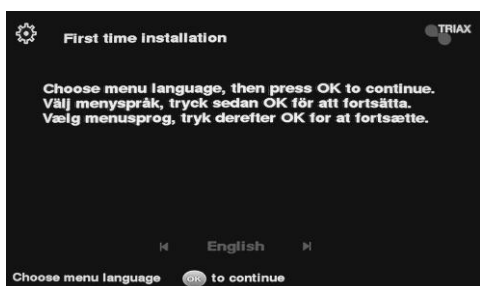 First time installation
TRIAX
Choose menu language, then press OK to continue.
Välj menyspråk, tryck sedan OK för att fortsätta.
Vælg menusprog, tryk derefter OK for at fortsætte.
English
Choose menu language OK to continue